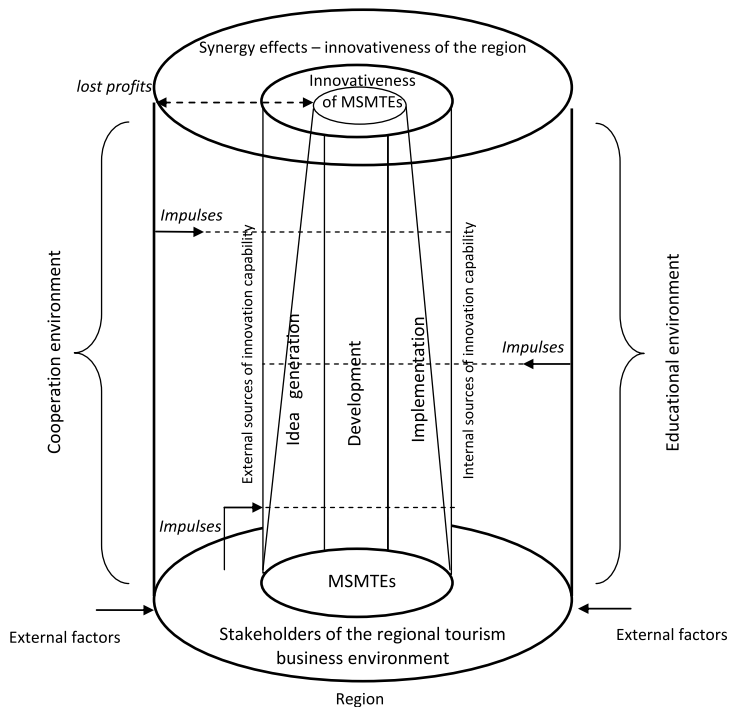 Synergy effects – innovativeness of the region
Innovativeness
of MSMTEs
lost profits
Impulses
Cooperation environment
External sources of innovation capability
Idea generation
Development
Implementation
Internal sources of innovation capability
Impulses
Educational environment
Impulses
MSMTEs
External factors
Stakeholders of the regional tourism
business environment
External factors
Region